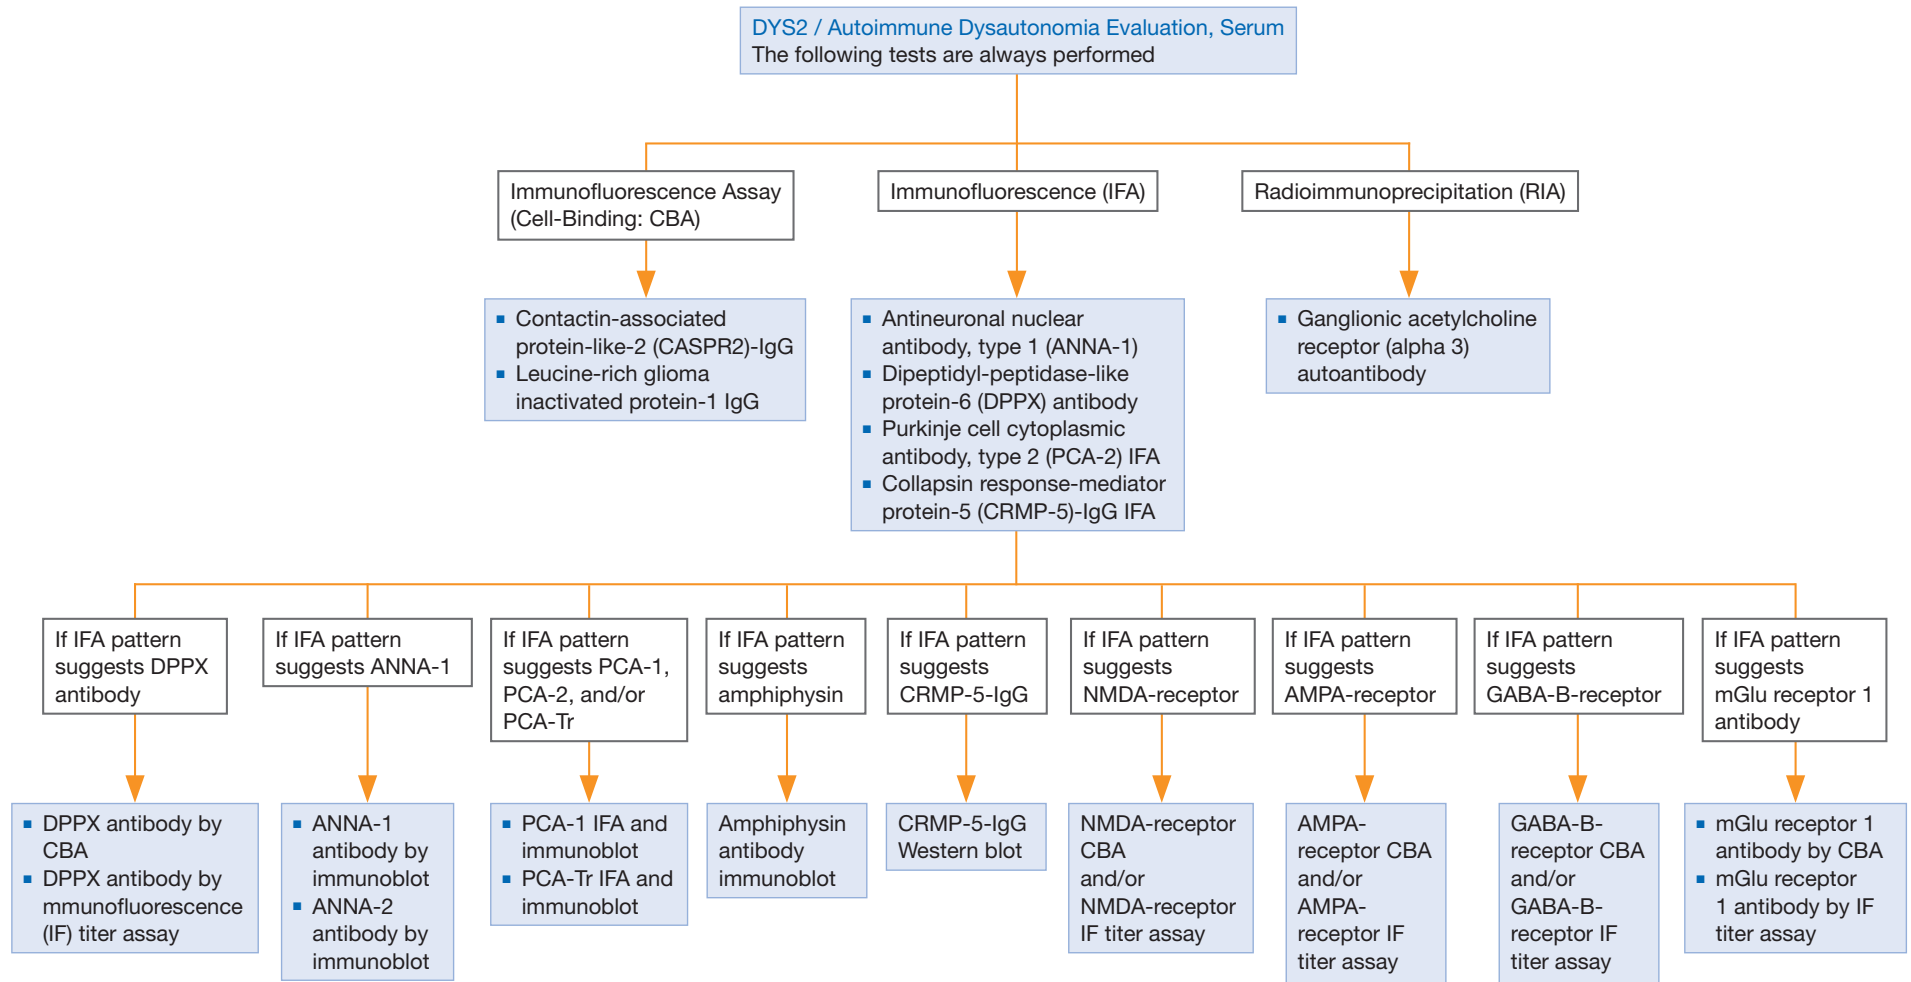 DYS2 / Autoimmune Dysautonomia Evaluation, Serum
The following tests are always performed
Immunofluorescence Assay
(Cell-Binding: CBA)
Immunofluorescence (IFA)
Radioimmunoprecipitation (RIA)
▪ Contactin-associated
protein-like-2 (CASPR2)-IgG
▪ Leucine-rich glioma
inactivated protein-1 IgG
▪ Antineuronal nuclear
antibody, type 1 (ANNA-1)
▪ Dipeptidyl-peptidase-like
protein-6 (DPPX) antibody
▪ Purkinje cell cytoplasmic
antibody, type 2 (PCA-2) IFA
▪ Collapsin response-mediator
protein-5 (CRMP-5)-IgG IFA
▪ Ganglionic acetylcholine
receptor (alpha 3)
autoantibody
If IFA pattern
suggests DPPX
antibody
If IFA pattern
suggests ANNA-1
If IFA pattern
suggests PCA-1,
PCA-2, and/or
PCA-Tr
If IFA pattern
suggests
amphiphysin
If IFA pattern
suggests
CRMP-5-IgG
If IFA pattern
suggests
NMDA-receptor
If IFA pattern
suggests
AMPA-receptor
If IFA pattern
suggests
GABA-B-receptor
If IFA pattern
suggests
mGlu receptor 1
antibody
▪ DPPX antibody by
CBA
▪ DPPX antibody by
mmunofluorescence
(IF) titer assay
▪ ANNA-1
antibody by
immunoblot
▪ ANNA-2
antibody by
immunoblot
▪ PCA-1 IFA and
immunoblot
▪ PCA-Tr IFA and
immunoblot
Amphiphysin
antibody
immunoblot
CRMP-5-IgG
Western blot
NMDA-receptor
CBA
and/or
NMDA-receptor
IF titer assay
AMPA-
receptor CBA
and/or
AMPA-
receptor IF
titer assay
GABA-B-
receptor CBA
and/or
GABA-B-
receptor IF
titer assay
▪ mGlu receptor 1
antibody by CBA
▪ mGlu receptor
1 antibody by IF
titer assay